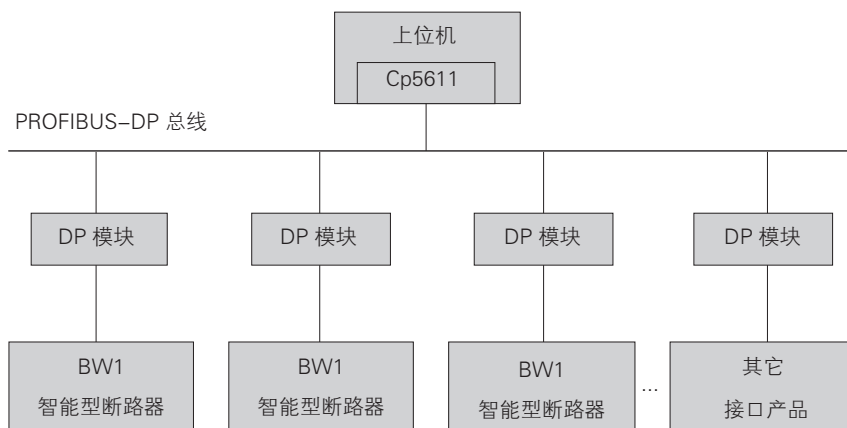 上位机
Cp5611
PROFIBUS–DP 总线
DP 模块
DP 模块
DP 模块
DP 模块
BW1
智能型断路器
BW1
智能型断路器
BW1
智能型断路器
...
其它
接口产品